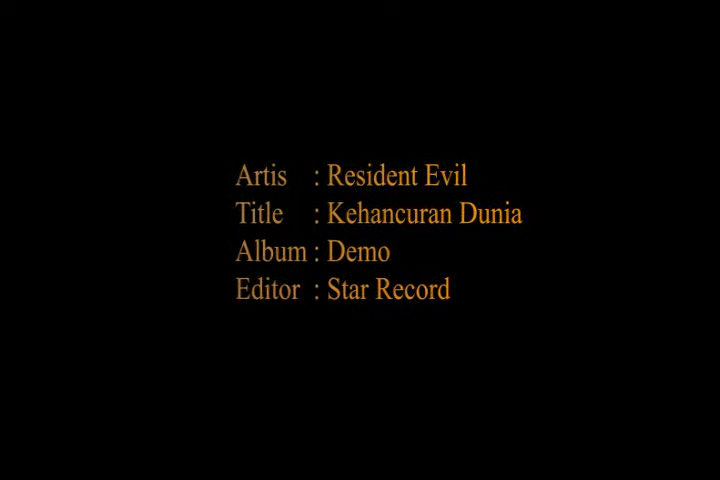 Artis : Resident Evil
Title : Kehancuran Dunia
Album : Demo
Editor : Star Record